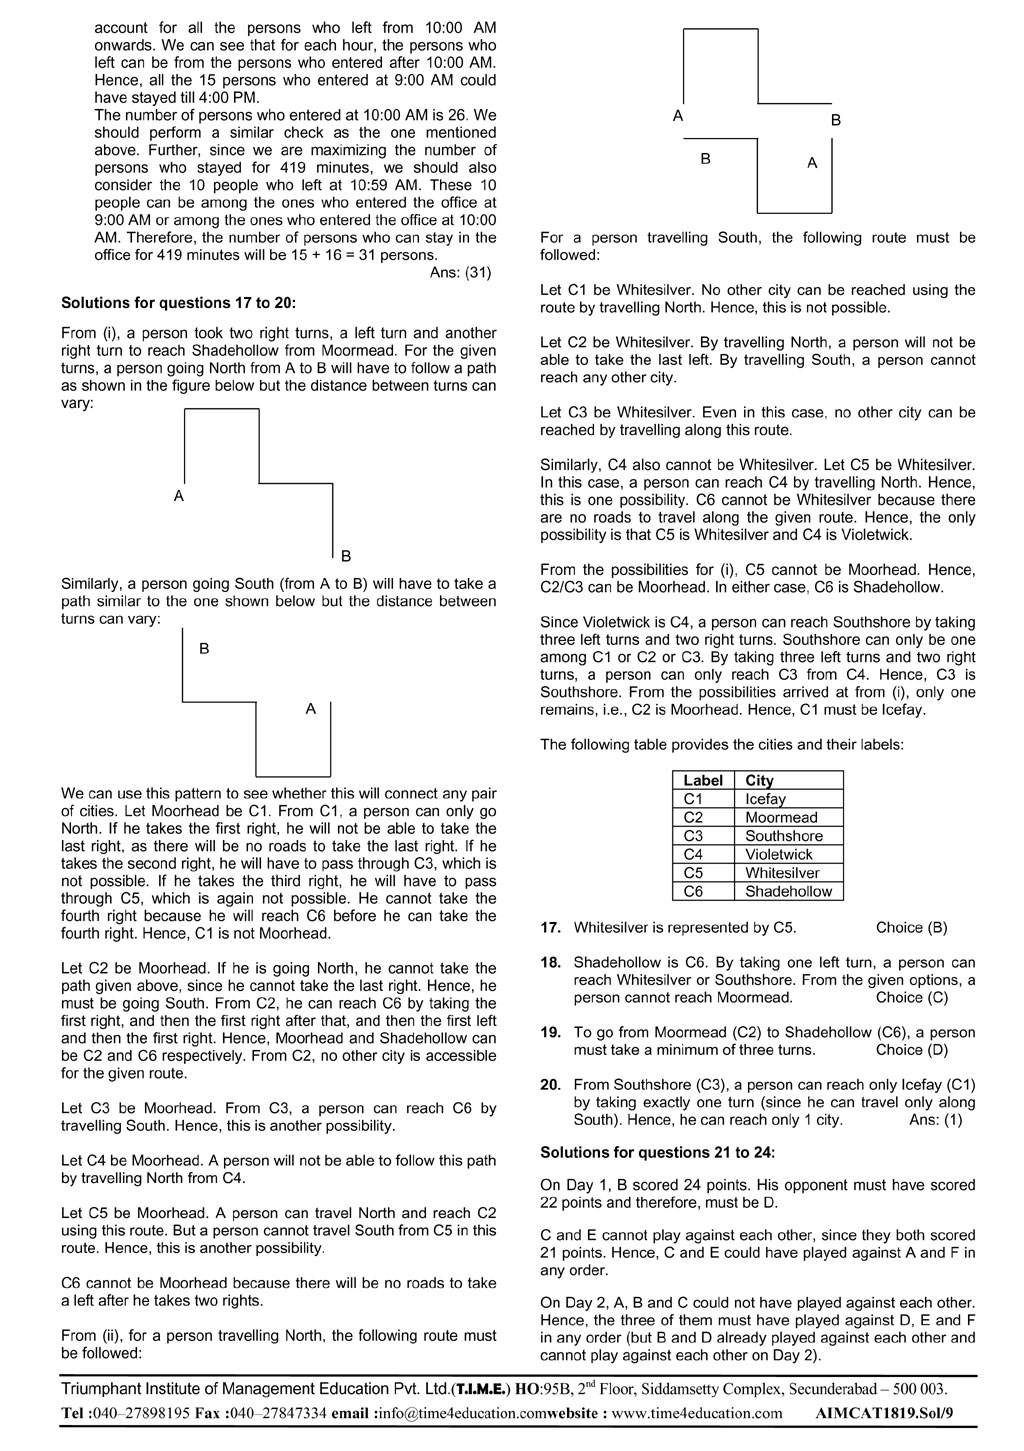 account for all the persons who left from 10:00 AM
onwards. We can see that for each hour, the persons who
left can be from the persons who entered after 10:00 AM.
Hence, all the 15 persons who entered at 9:00 AM could
have stayed till 4:00 PM.
The number of persons who entered at 10:00 AM is 26. We
should perform a similar check as the one mentioned
above. Further, since we are maximizing the number of
persons who stayed for 419 minutes, we should also
consider the 10 people who left at 10:59 AM. These 10
people can be among the ones who entered the office at
9:00 AM or among the ones who entered the office at 10:00
AM. Therefore, the number of persons who can stay in the
office for 419 minutes will be 15 + 16 = 31 persons.
Ans: (31)
Solutions for questions 17 to 20:
From (i), a person took two right turns, a left turn and another
right turn to reach Shadehollow from Moormead. For the given
turns, a person going North from A to B will have to follow a path
as shown in the figure below but the distance between turns can
vary:
A
B
Similarly, a person going South (from A to B) will have to take a
path similar to the one shown below but the distance between
turns can vary:
B
A
We can use this pattern to see whether this will connect any pair
of cities. Let Moorhead be C1. From C1, a person can only go
North. If he takes the first right, he will not be able to take the
last right, as there will be no roads to take the last right. If he
takes the second right, he will have to pass through C3, which is
not possible. If he takes the third right, he will have to pass
through C5, which is again not possible. He cannot take the
fourth right because he will reach C6 before he can take the
fourth right. Hence, C1 is not Moorhead.
Let C2 be Moorhead. If he is going North, he cannot take the
path given above, since he cannot take the last right. Hence, he
must be going South. From C2, he can reach C6 by taking the
first right, and then the first right after that, and then the first left
and then the first right. Hence, Moorhead and Shadehollow can
be C2 and C6 respectively. From C2, no other city is accessible
for the given route.
Let C3 be Moorhead. From C3, a person can reach C6 by
travelling South. Hence, this is another possibility.
Let C4 be Moorhead. A person will not be able to follow this path
by travelling North from C4.
Let C5 be Moorhead. A person can travel North and reach C2
using this route. But a person cannot travel South from C5 in this
route. Hence, this is another possibility.
C6 cannot be Moorhead because there will be no roads to take
a left after he takes two rights.
From (ii), for a person travelling North, the following route must
be followed:
A
B
B
A
For a person travelling South, the following route must be
followed:
Let C1 be Whitesilver. No other city can be reached using the
route by travelling North. Hence, this is not possible.
Let C2 be Whitesilver. By travelling North, a person will not be
able to take the last left. By travelling South, a person cannot
reach any other city.
Let C3 be Whitesilver. Even in this case, no other city can be
reached by travelling along this route.
Similarly, C4 also cannot be Whitesilver. Let C5 be Whitesilver.
In this case, a person can reach C4 by travelling North. Hence,
this is one possibility. C6 cannot be Whitesilver because there
are no roads to travel along the given route. Hence, the only
possibility is that C5 is Whitesilver and C4 is Violetwick.
From the possibilities for (i), C5 cannot be Moorhead. Hence,
C2/C3 can be Moorhead. In either case, C6 is Shadehollow.
Since Violetwick is C4, a person can reach Southshore by taking
three left turns and two right turns. Southshore can only be one
among C1 or C2 or C3. By taking three left turns and two right
turns, a person can only reach C3 from C4. Hence, C3 is
Southshore. From the possibilities arrived at from (i), only one
remains, i.e., C2 is Moorhead. Hence, C1 must be Icefay.
The following table provides the cities and their labels:
Label City
C1 Icefay
C2 Moormead
C3 Southshore
C4 Violetwick
C5 Whitesilver
C6 Shadehollow
17. Whitesilver is represented by C5. Choice (B)
18. Shadehollow is C6. By taking one left turn, a person can
reach Whitesilver or Southshore. From the given options, a
person cannot reach Moormead. Choice (C)
19. To go from Moormead (C2) to Shadehollow (C6), a person
must take a minimum of three turns. Choice (D)
20. From Southshore (C3), a person can reach only Icefay (C1)
by taking exactly one turn (since he can travel only along
South). Hence, he can reach only 1 city. Ans: (1)
Solutions for questions 21 to 24:
On Day 1, B scored 24 points. His opponent must have scored
22 points and therefore, must be D.
C and E cannot play against each other, since they both scored
21 points. Hence, C and E could have played against A and F in
any order.
On Day 2, A, B and C could not have played against each other.
Hence, the three of them must have played against D, E and F
in any order (but B and D already played against each other and
cannot play against each other on Day 2).
Triumphant Institute of Management Education Pvt. Ltd.(T.I.M.E.) HO:95B, 2nd Floor, Siddamsetty Complex, Secunderabad – 500 003.
Tel :040–27898195 Fax :040–27847334 email :info@time4education.comwebsite : www.time4education.com AIMCAT1819.Sol/9